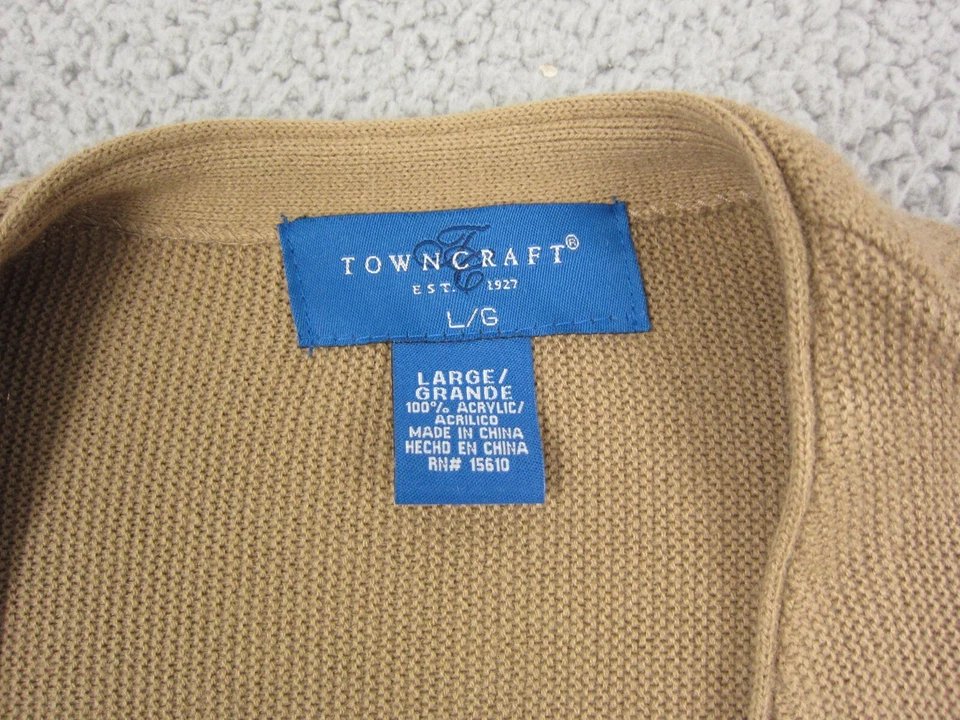 TOWNCRAFT®
EST. 1927
L/G
LARGE/
GRANDE
100% ACRYLIC/
ACRILICO
MADE IN CHINA
HECHO EN CHINA
RN# 15610